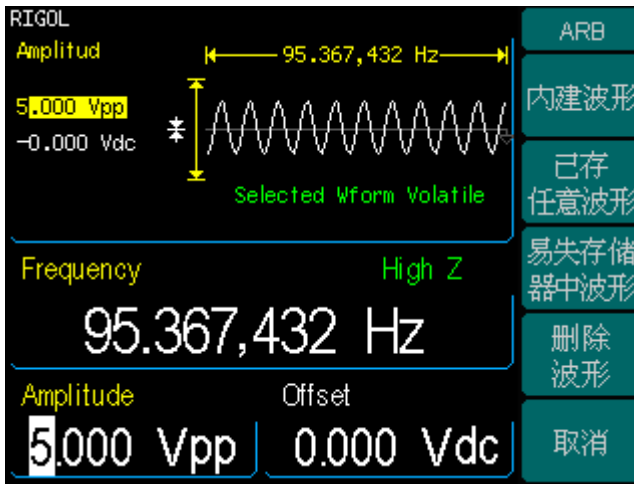 RIGOL
Amplitud
95.367,432 Hz
5.000 Vpp
-0.000 Vdc
Selected Wform Volatile
Frequency
High Z
95.367,432 Hz
Amplitude
Offset
5.000 Vpp
0.000 Vdc
ARB
内建波形
已存
任意波形
易失存储
器中波形
删除
波形
取消